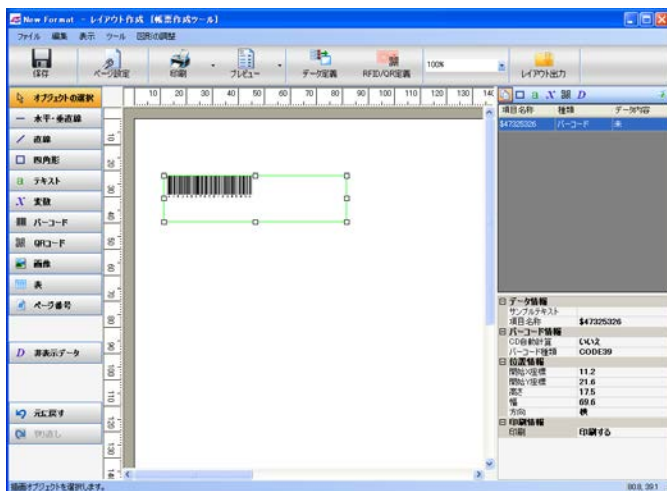 New Format - レイアウト作成 【帳票作成ツール】
ファイル 編集 表示 ツール 図形の調整
保存 ページ設定 印刷 プレビュー データ定義 RFID/QR定義 100% レイアウト出力
オブジェクトの選択
水平・垂直線
直線
四角形
a テキスト
X 変数
バーコード
QRコード
画像
表
ページ番号
D 非表示データ
元に戻す
やり直し
10 20 30 40 50 60 70 80 90 100 110 120 130 140
10
20
30
40
50
60
70
80
90
100
110
120
130
a X D
項目名称 種類 データ内容
$47325326 バーコード 未
データ情報
サンプルテキスト
項目名称 $47325326
バーコード情報
CD自動計算 いいえ
バーコード種類 CODE39
位置情報
開始X座標 11.2
開始Y座標 21.6
高さ 17.5
幅 69.6
方向 横
印刷情報
印刷 印刷する
描画オブジェクトを選択します。
80.8, 39.1